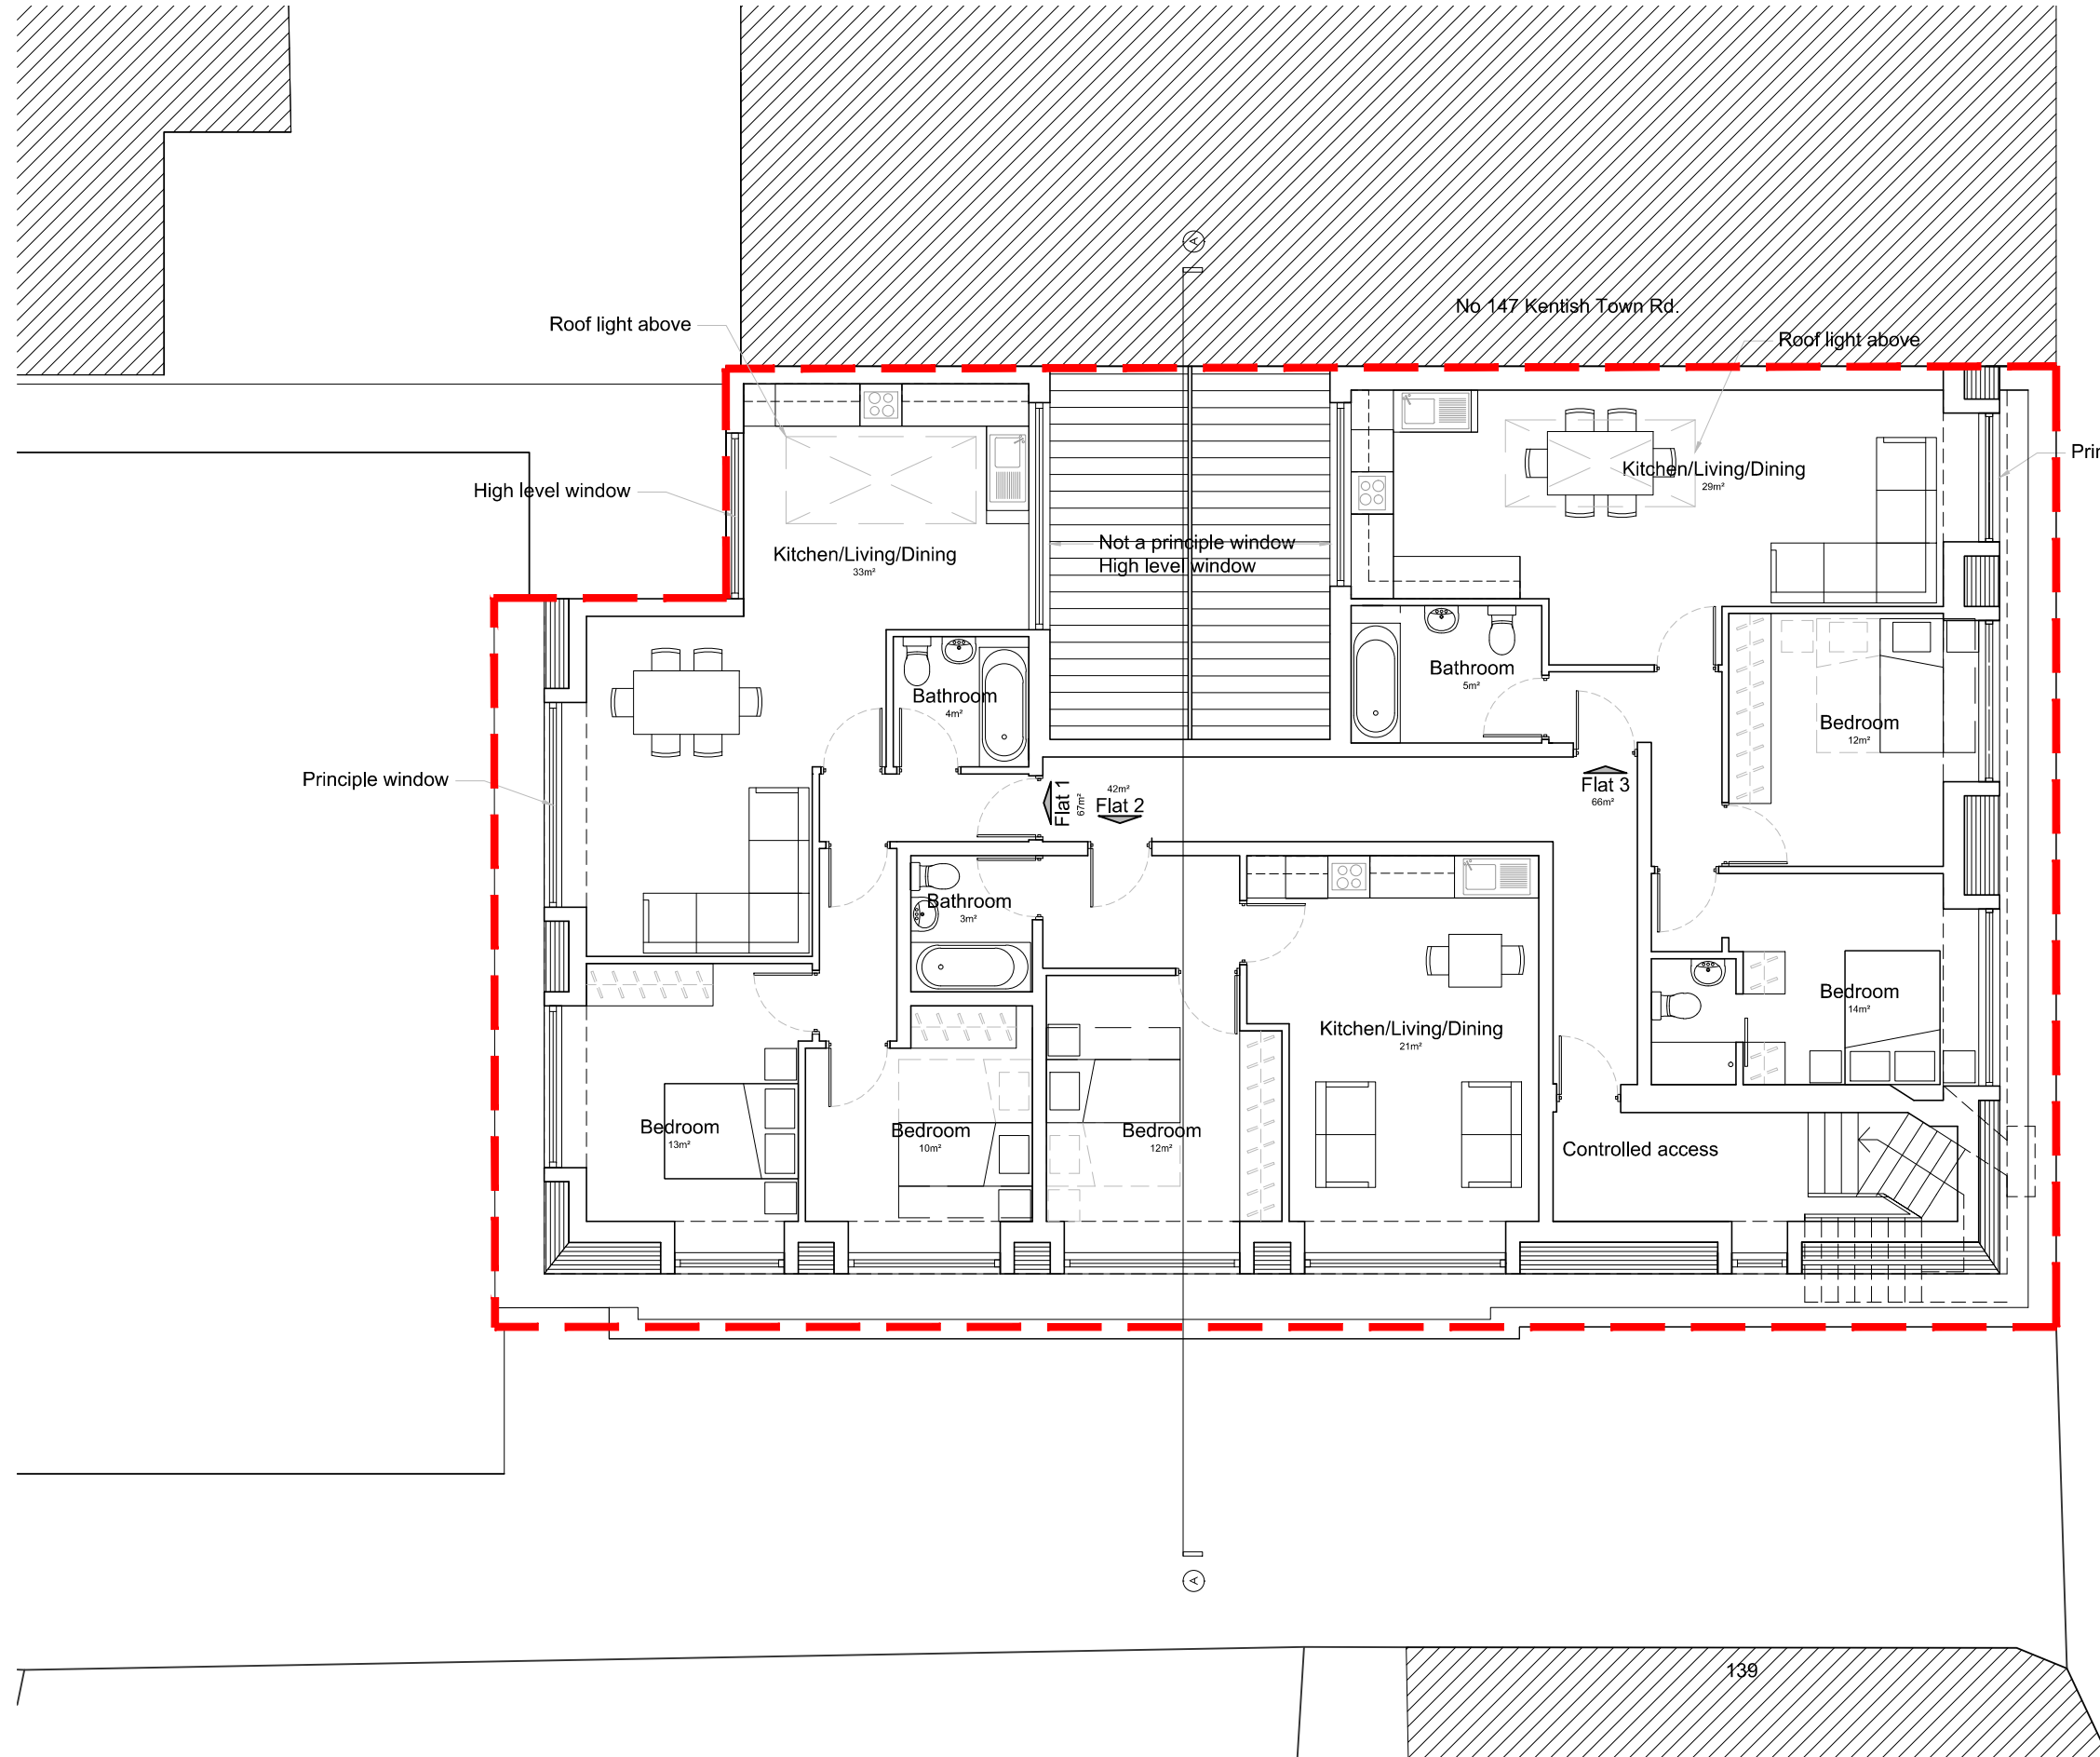 No 147 Kentish Town Rd.
Roof light above
Roof light above
High level window
Kitchen/Living/Dining
33m²
Not a principle window
High level window
Kitchen/Living/Dining
29m²
Prin
Bathroom
4m²
Bathroom
5m²
Bedroom
12m²
Principle window
Flat 1
67m²
42m²
Flat 2
Flat 3
66m²
Bathroom
3m²
Kitchen/Living/Dining
21m²
Bedroom
14m²
Bedroom
13m²
Bedroom
10m²
Bedroom
12m²
Controlled access
A
A
139